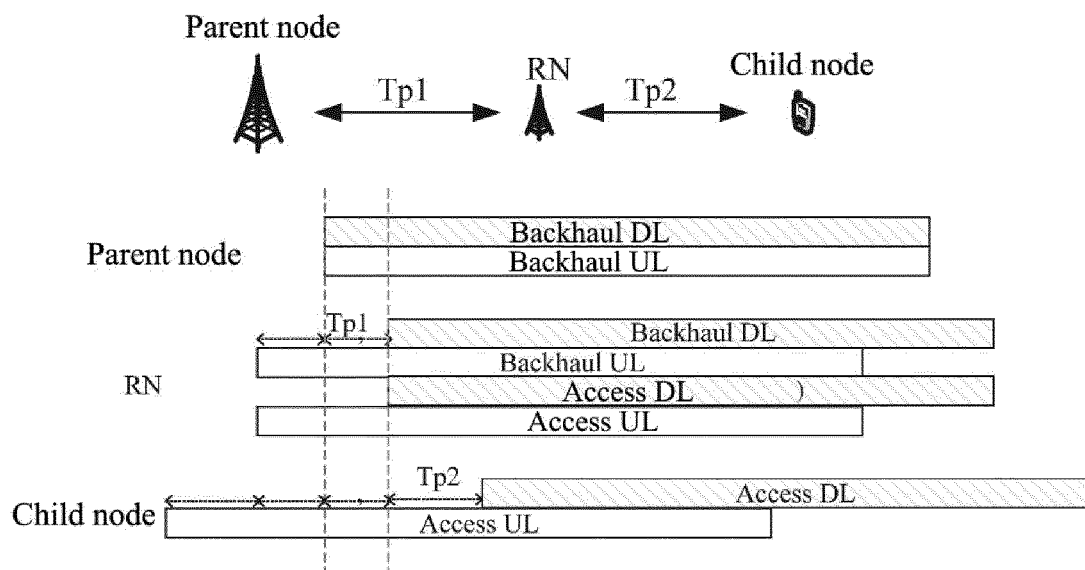 Parent node
RN
Child node
Tp1
Tp2
Parent node
Backhaul DL
Backhaul UL
Tp1
Backhaul DL
RN
Backhaul UL
Access DL )
Access UL
Tp2
Access DL
Child node
Access UL